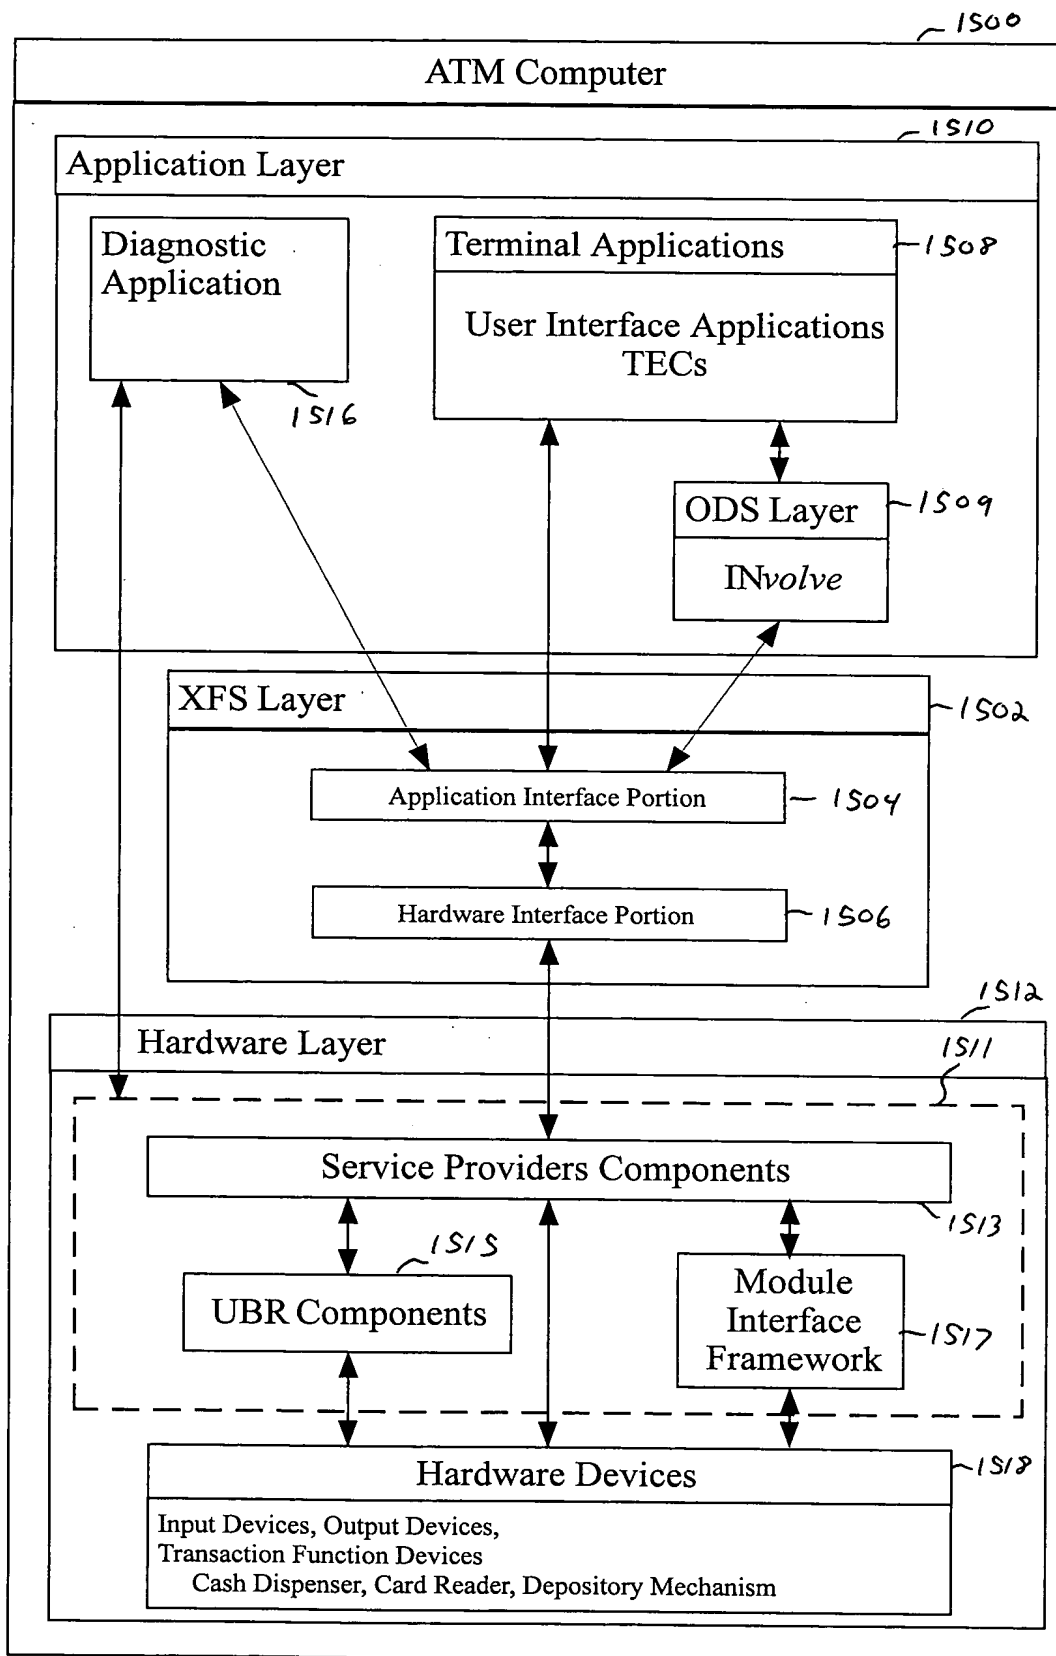 1500
ATM Computer
1510
Application Layer
Diagnostic
Application
1516
Terminal Applications
1508
User Interface Applications
TECs
ODS Layer
1509
INvolve
XFS Layer
1502
Application Interface Portion
1504
Hardware Interface Portion
1506
1512
Hardware Layer
1511
Service Providers Components
1513
1515
UBR Components
Module
Interface
Framework
1517
Hardware Devices
1518
Input Devices, Output Devices,
Transaction Function Devices
Cash Dispenser, Card Reader, Depository Mechanism